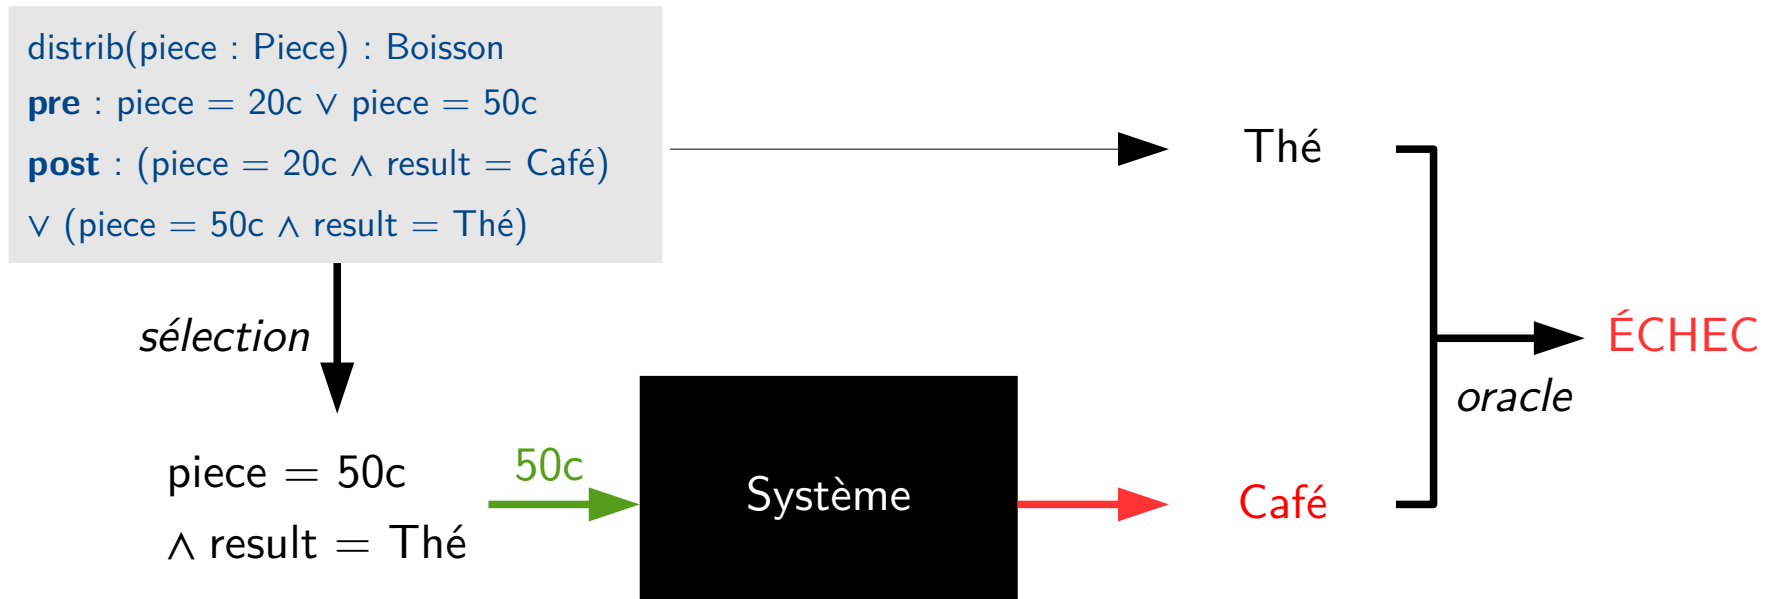 distrib(piece : Piece) : Boisson
pre : piece = 20c ∨ piece = 50c
post : (piece = 20c ∧ result = Café)
∨ (piece = 50c ∧ result = Thé)
Thé
sélection
ÉCHEC
oracle
piece = 50c
∧ result = Thé
50c
Système
Café